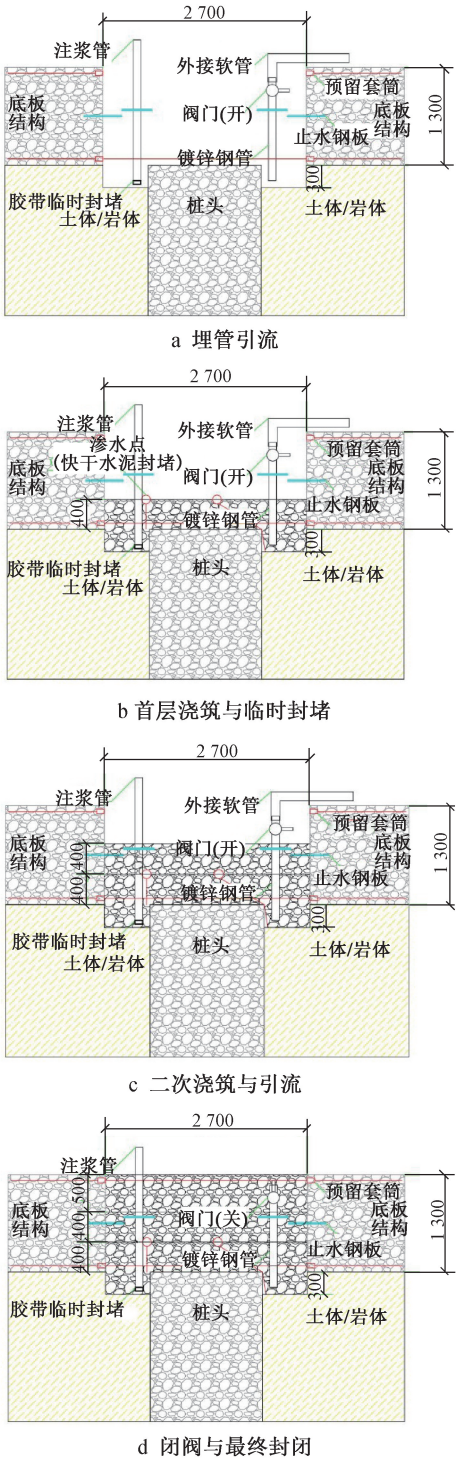 2 700
注浆管
外接软管
预留套筒
底板
结构
阀门(开)
底板
结构
止水钢板
1 300
镀锌钢管
300
胶带临时封堵
土体/岩体
桩头
土体/岩体
a 埋管引流
2 700
注浆管
外接软管
渗水点
(快干水泥封堵)
预留套筒
底板
结构
阀门(开)
底板
结构
止水钢板
1 300
400
镀锌钢管
300
胶带临时封堵
土体/岩体
桩头
土体/岩体
b 首层浇筑与临时封堵
2 700
注浆管
外接软管
预留套筒
底板
结构
400
阀门(开)
底板
结构
止水钢板
1 300
400
镀锌钢管
300
胶带临时封堵
土体/岩体
桩头
土体/岩体
c 二次浇筑与引流
2 700
注浆管
500
预留套筒
底板
结构
400
阀门(关)
底板
结构
止水钢板
1 300
400
镀锌钢管
300
胶带临时封堵
桩头
土体/岩体
d 闭阀与最终封闭